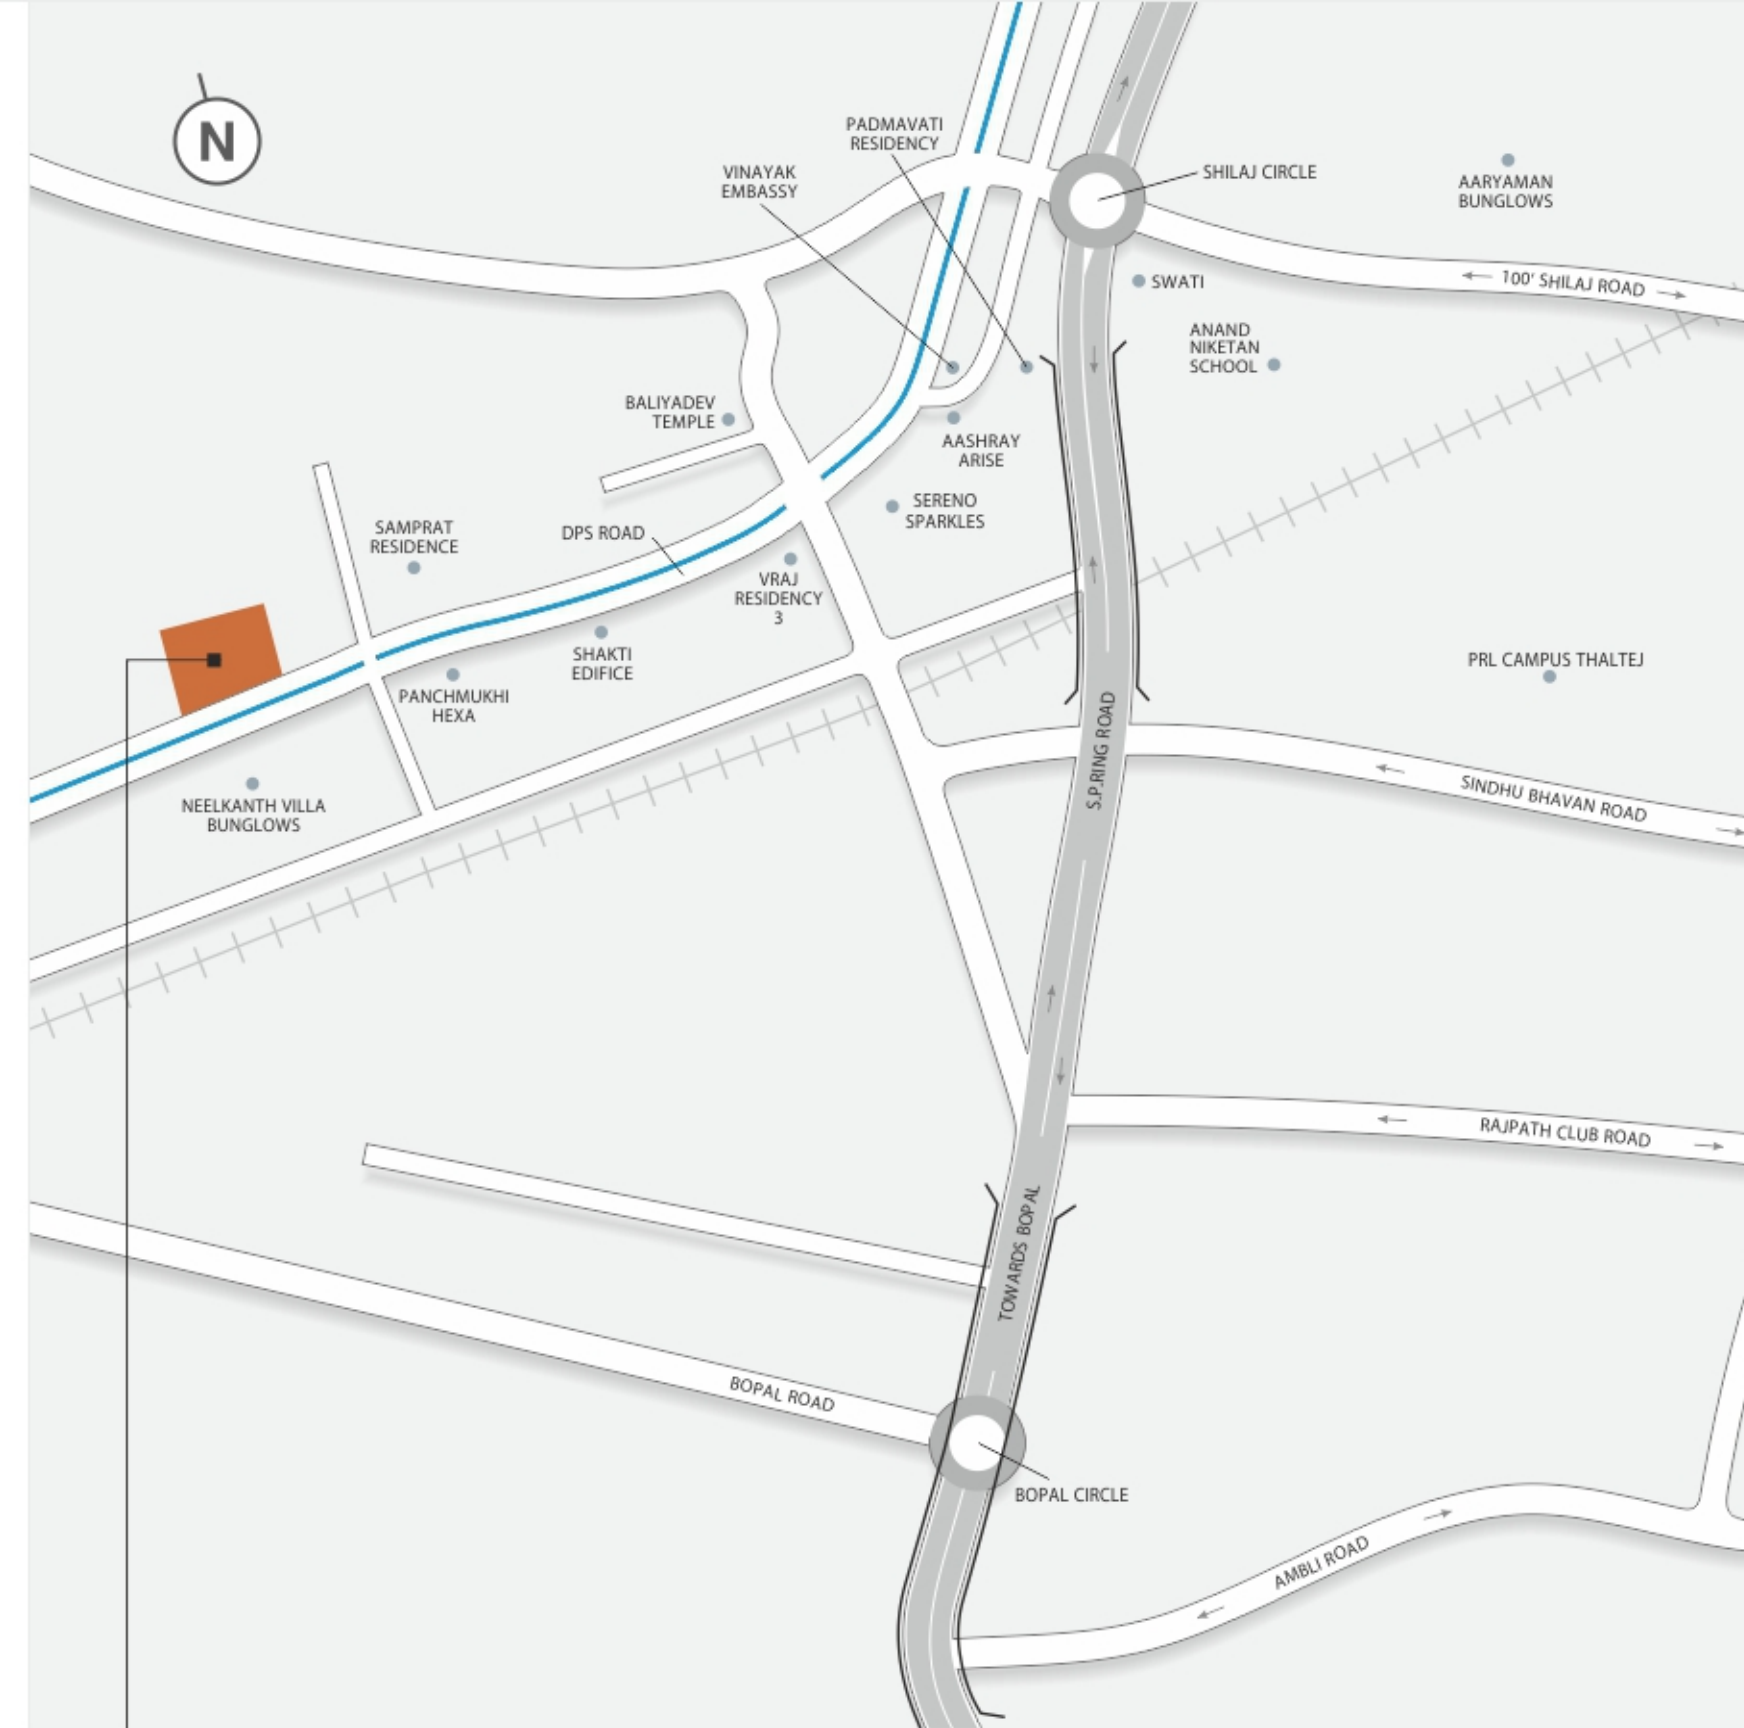 N
PADMAVATI
RESIDENCY
VINAYAK
EMBASSY
SHILAJ CIRCLE
AARYAMAN
BUNGLOWS
SWATI
100' SHILAJ ROAD
ANAND
NIKETAN
SCHOOL
BALIYADEV
TEMPLE
AASHRAY
ARISE
SERENO
SPARKLES
SAMPRAT
RESIDENCE
DPS ROAD
VRAJ
RESIDENCY
3
SHAKTI
EDIFICE
PANCHMUKHI
HEXA
PRL CAMPUS THALTEJ
S.P.RING ROAD
SINDHU BHAVAN ROAD
NEELKANTH VILLA
BUNGLOWS
RAJPATH CLUB ROAD
TOWARDS BOPAL
BOPAL ROAD
BOPAL CIRCLE
AMBLI ROAD